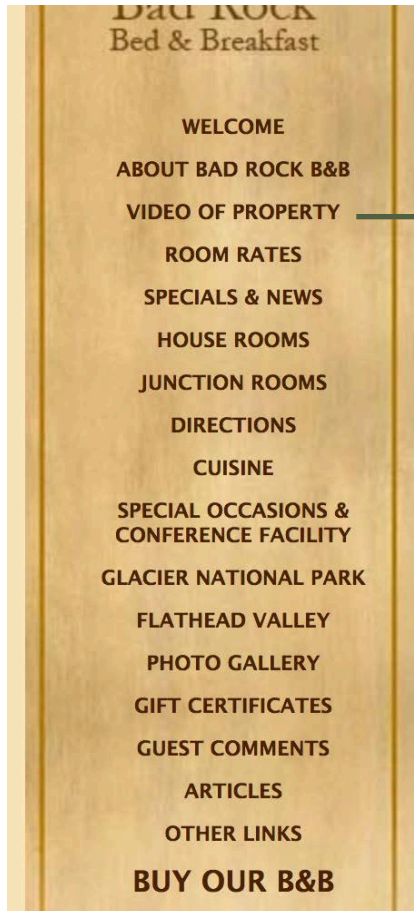 Bad Rock
Bed & Breakfast
WELCOME
ABOUT BAD ROCK B&B
VIDEO OF PROPERTY
ROOM RATES
SPECIALS & NEWS
HOUSE ROOMS
JUNCTION ROOMS
DIRECTIONS
CUISINE
SPECIAL OCCASIONS &
CONFERENCE FACILITY
GLACIER NATIONAL PARK
FLATHEAD VALLEY
PHOTO GALLERY
GIFT CERTIFICATES
GUEST COMMENTS
ARTICLES
OTHER LINKS
BUY OUR B&B